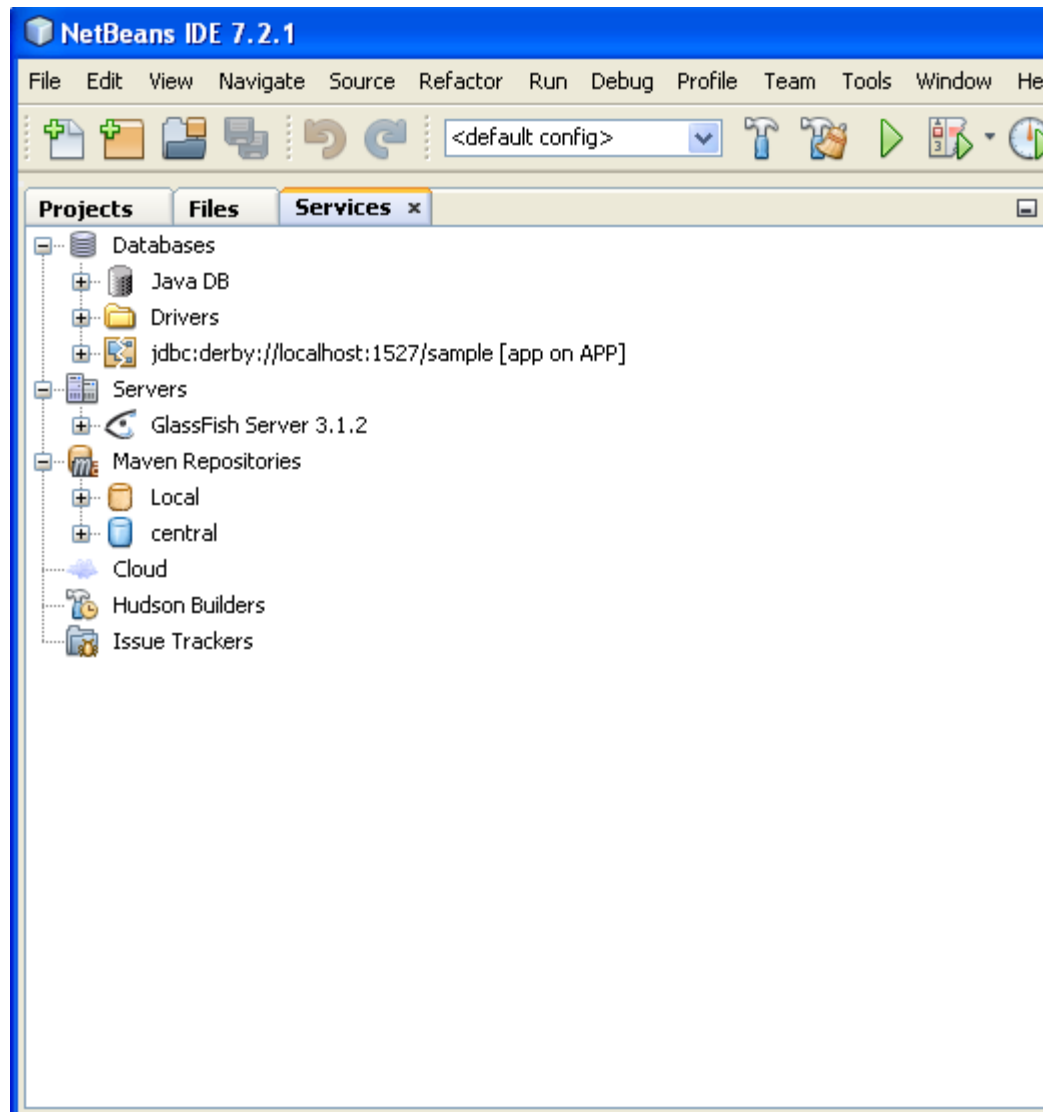 NetBeans IDE 7.2.1
File Edit View Navigate Source Refactor Run Debug Profile Team Tools Window He
<default config>
Projects Files Services
Databases
Java DB
Drivers
jdbc:derby://localhost:1527/sample [app on APP]
Servers
GlassFish Server 3.1.2
Maven Repositories
Local
central
Cloud
Hudson Builders
Issue Trackers